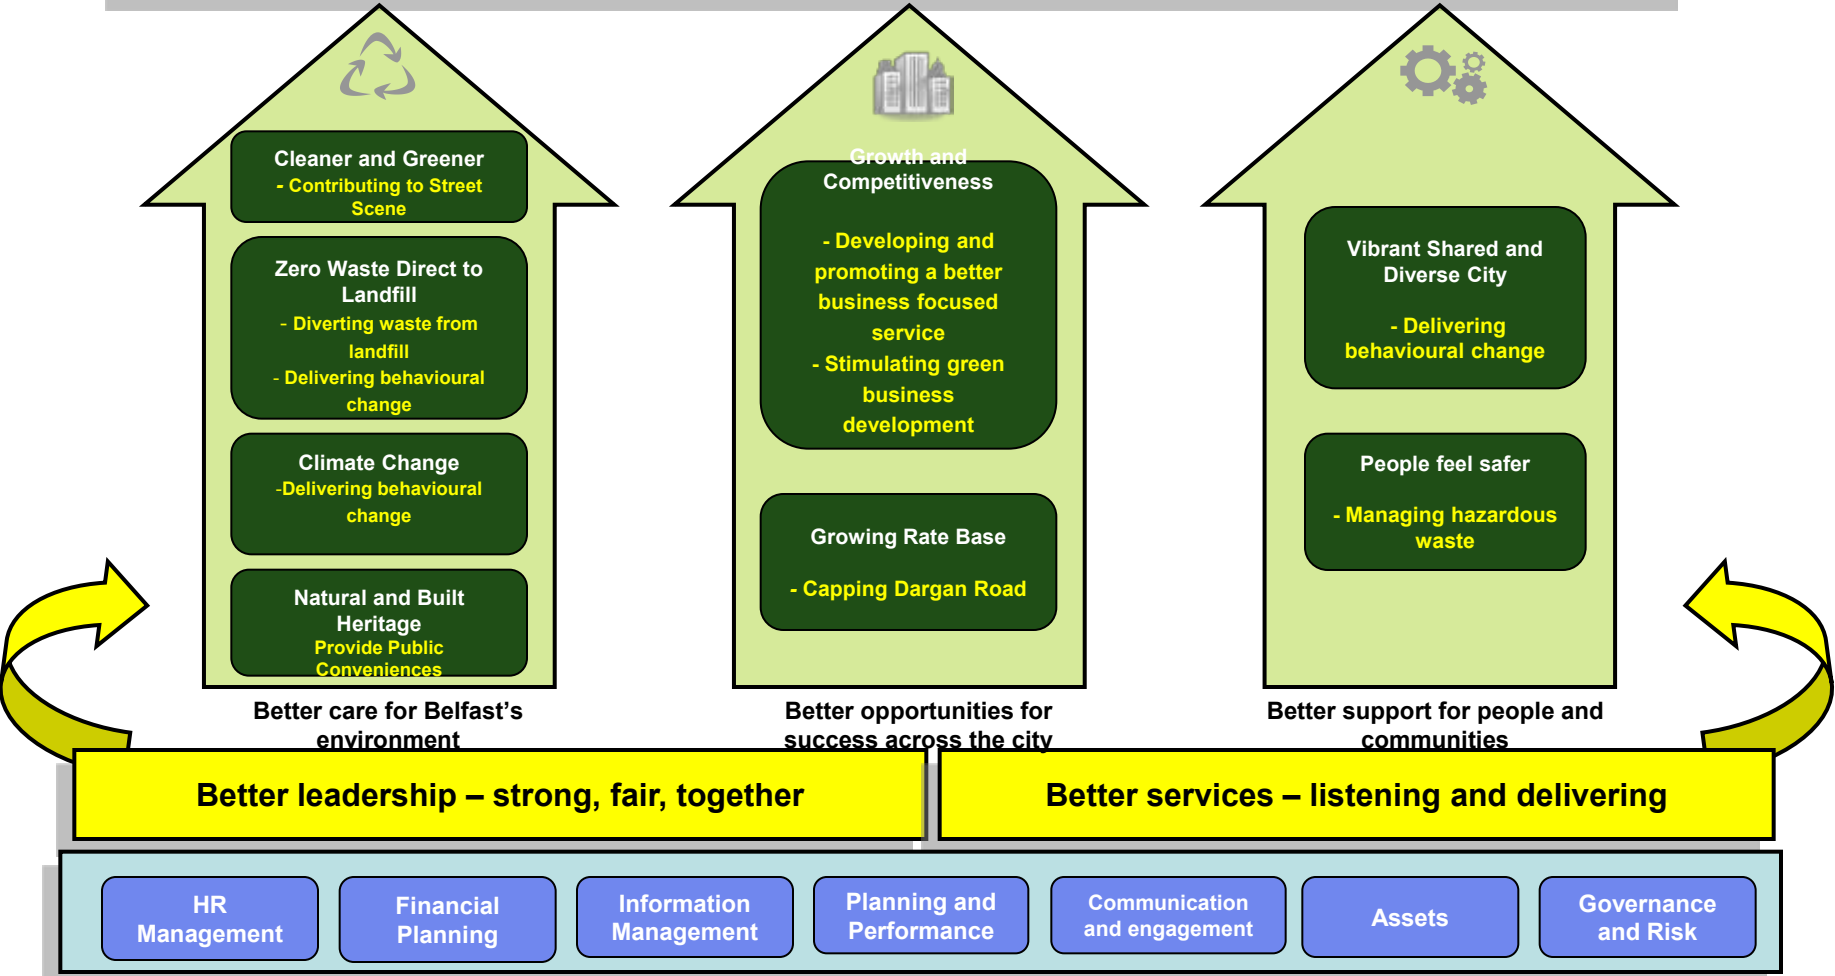 Cleaner and Greener
- Contributing to Street
Scene
Zero Waste Direct to
Landfill
- Diverting waste from
landfill
- Delivering behavioural
change
Climate Change
-Delivering behavioural
change
Natural and Built
Heritage
Provide Public
Conveniences
Better care for Belfast’s
environment
Growth and
Competitiveness
- Developing and
promoting a better
business focused
service
- Stimulating green
business
development
Growing Rate Base
- Capping Dargan Road
Better opportunities for
success across the city
Vibrant Shared and
Diverse City
- Delivering
behavioural change
People feel safer
- Managing hazardous
waste
Better support for people and
communities
Better leadership – strong, fair, together
Better services – listening and delivering
HR
Management
Financial
Planning
Information
Management
Planning and
Performance
Communication
and engagement
Assets
Governance
and Risk